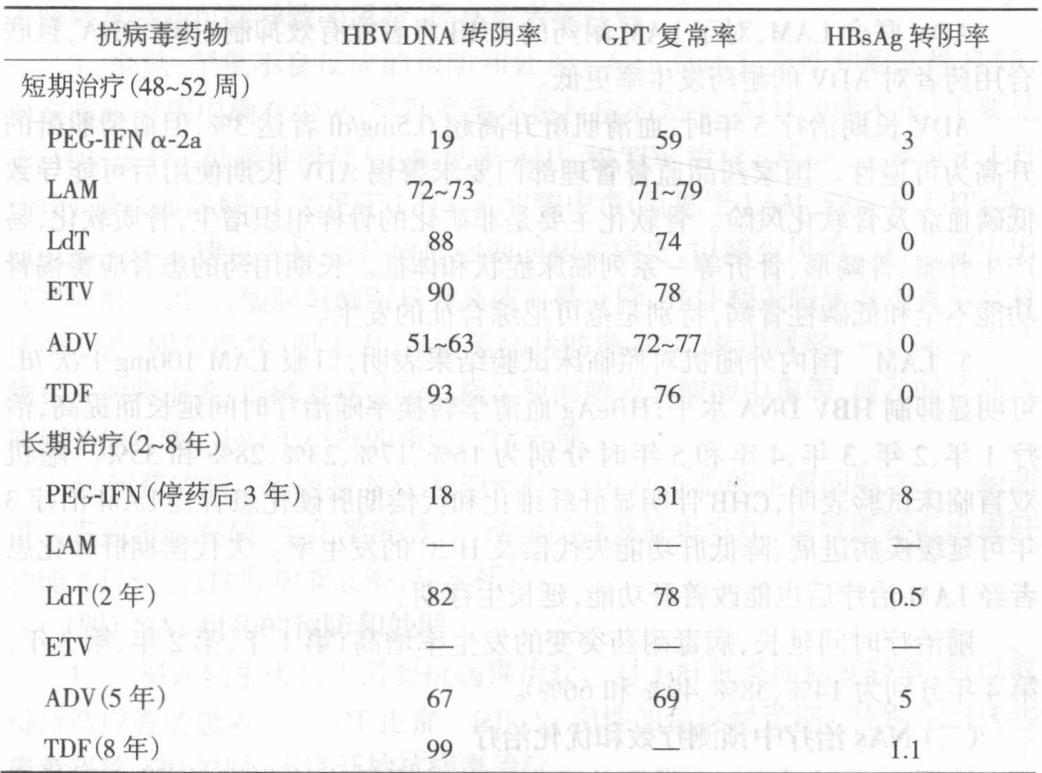 抗病毒药物 HBV DNA 转阴率 GPT 复常率 HBsAg 转阴率
短期治疗(48~52 周)
PEG-IFN α-2a 19 59 3
LAM 72~73 71~79 0
LdT 88 74 0
ETV 90 78 0
ADV 51~63 72~77 0
TDF 93 76 0
长期治疗(2~8 年)
PEG-IFN(停药后 3 年) 18 31 8
LAM — — —
LdT(2 年) 82 78 0.5
ETV — — —
ADV(5 年) 67 69 5
TDF(8 年) 99 — 1.1